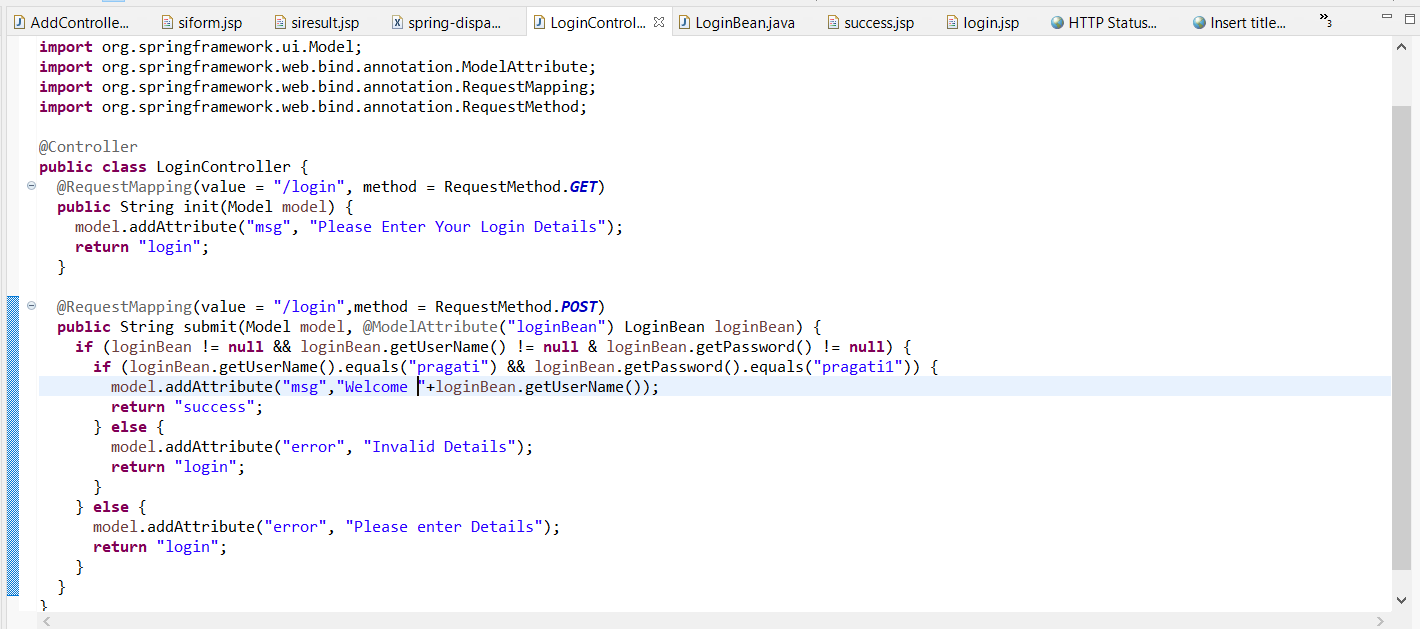 AddControlle... siform.jsp siresult.jsp spring-dispa... LoginControl... LoginBean.java success.jsp login.jsp HTTP Status... Insert title... »3
import org.springframework.ui.Model;
import org.springframework.web.bind.annotation.ModelAttribute;
import org.springframework.web.bind.annotation.RequestMapping;
import org.springframework.web.bind.annotation.RequestMethod;
@Controller
public class LoginController {
@RequestMapping(value = "/login", method = RequestMethod.GET)
public String init(Model model) {
model.addAttribute("msg", "Please Enter Your Login Details");
return "login";
}
@RequestMapping(value = "/login",method = RequestMethod.POST)
public String submit(Model model, @ModelAttribute("loginBean") LoginBean loginBean) {
if (loginBean != null && loginBean.getUserName() != null & loginBean.getPassword() != null) {
if (loginBean.getUserName().equals("pragati") && loginBean.getPassword().equals("pragati1")) {
model.addAttribute("msg","Welcome "+loginBean.getUserName());
return "success";
} else {
model.addAttribute("error", "Invalid Details");
return "login";
}
} else {
model.addAttribute("error", "Please enter Details");
return "login";
}
}
}